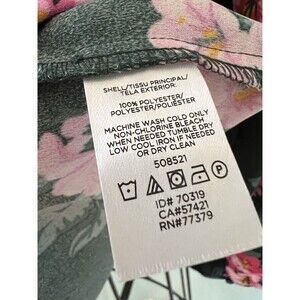 SHELL/TISSU PRINCIPAL/
TELA EXTERIOR:
100% POLYESTER/
POLYESTER/POLIÉSTER
MACHINE WASH COLD ONLY
NON-CHLORINE BLEACH
WHEN NEEDED TUMBLE DRY
LOW COOL IRON IF NEEDED
OR DRY CLEAN
508521
ID# 70319
CA#57421
RN#77379